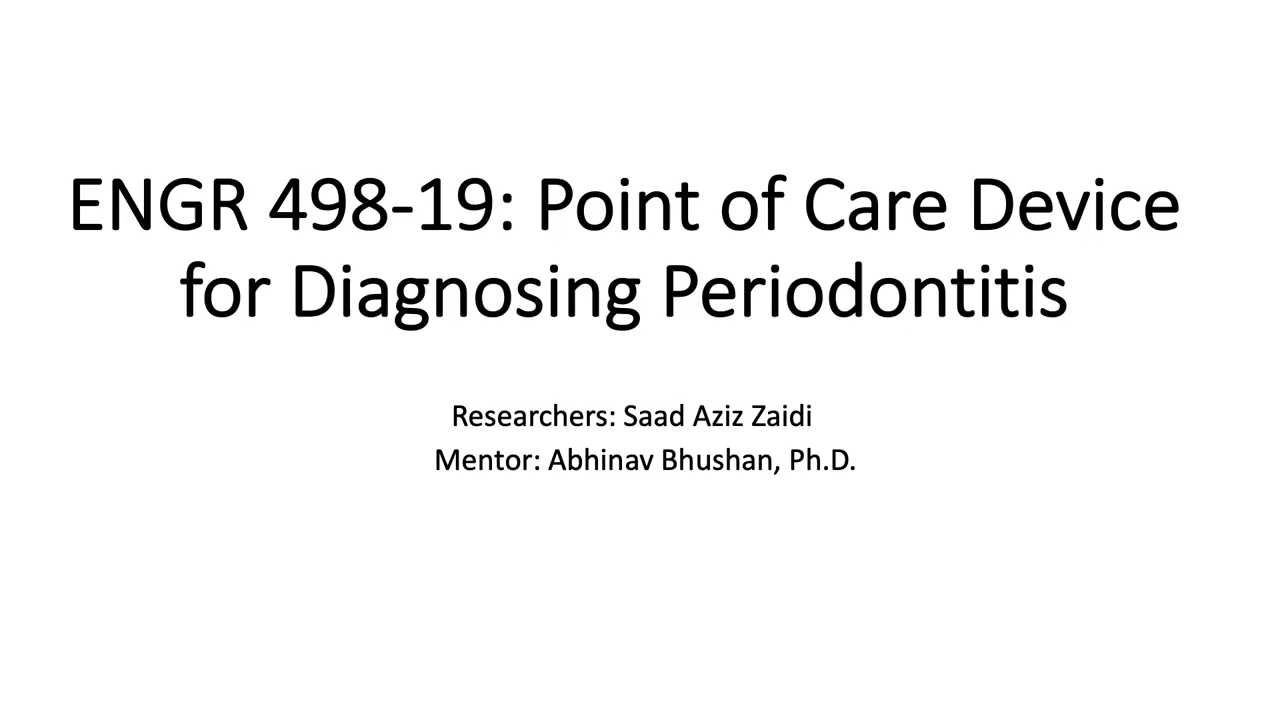 ENGR 498-19: Point of Care Device
for Diagnosing Periodontitis
Researchers: Saad Aziz Zaidi
Mentor: Abhinav Bhushan, Ph.D.